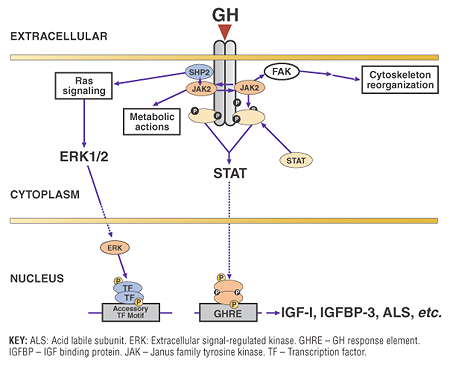 GH
EXTRACELLULAR
SHP2
FAK
Ras
signaling
Cytoskeleton
reorganization
JAK2
JAK2
P
P
Metabolic
actions
P
P
ERK1/2
STAT
STAT
CYTOPLASM
ERK
NUCLEUS
P
TF
TF
P
Accessory
TF Motif
P
P
P
P
GHRE
IGF-I, IGFBP-3, ALS, etc.
KEY: ALS: Acid labile subunit. ERK: Extracellular signal-regulated kinase. GHRE – GH response element.
IGFBP – IGF binding protein. JAK – Janus family tyrosine kinase. TF – Transcription factor.